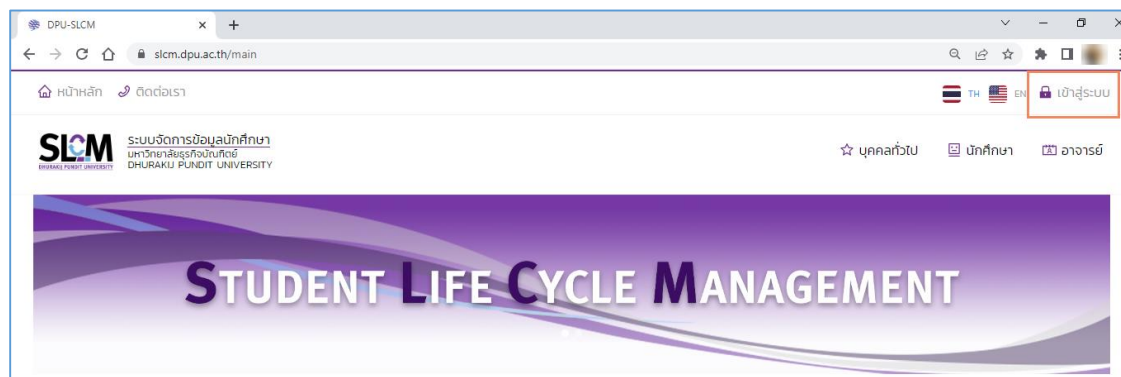 DPU-SLCM
slcm.dpu.ac.th/main
หน้าหลัก ติดต่อเรา TH EN เข้าสู่ระบบ
SLCM ระบบจัดการข้อมูลนักศึกษา
มหาวิทยาลัยธุรกิจบัณฑิตย์
DHURAKIJ PUNDIT UNIVERSITY DHURAKIJ PUNDIT UNIVERSITY
บุคคลทั่วไป นักศึกษา อาจารย์
STUDENT LIFE CYCLE MANAGEMENT